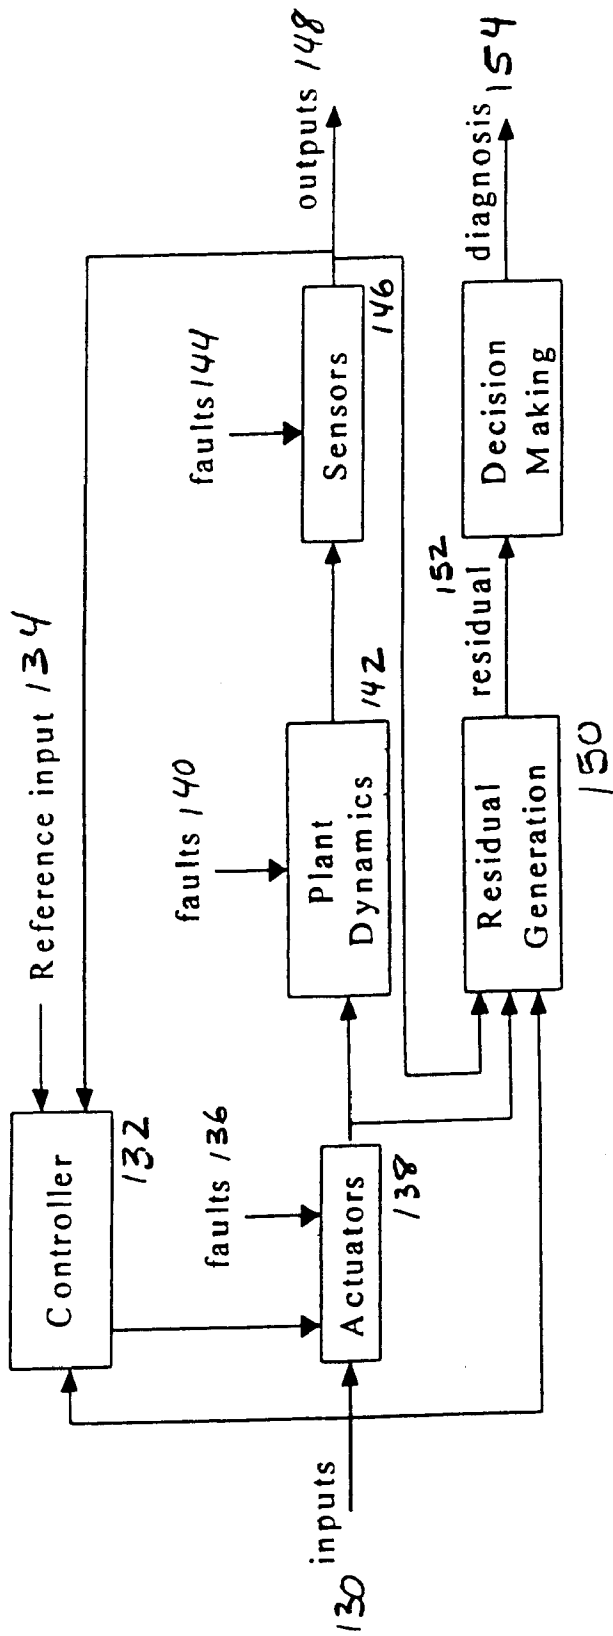 Reference input 134
Controller
132
faults 136
faults 140
faults 144
inputs
130
Actuators
138
Plant
Dynamics
142
Sensors
146
outputs 148
Residual
Generation
150
residual
152
Decision
Making
diagnosis 154